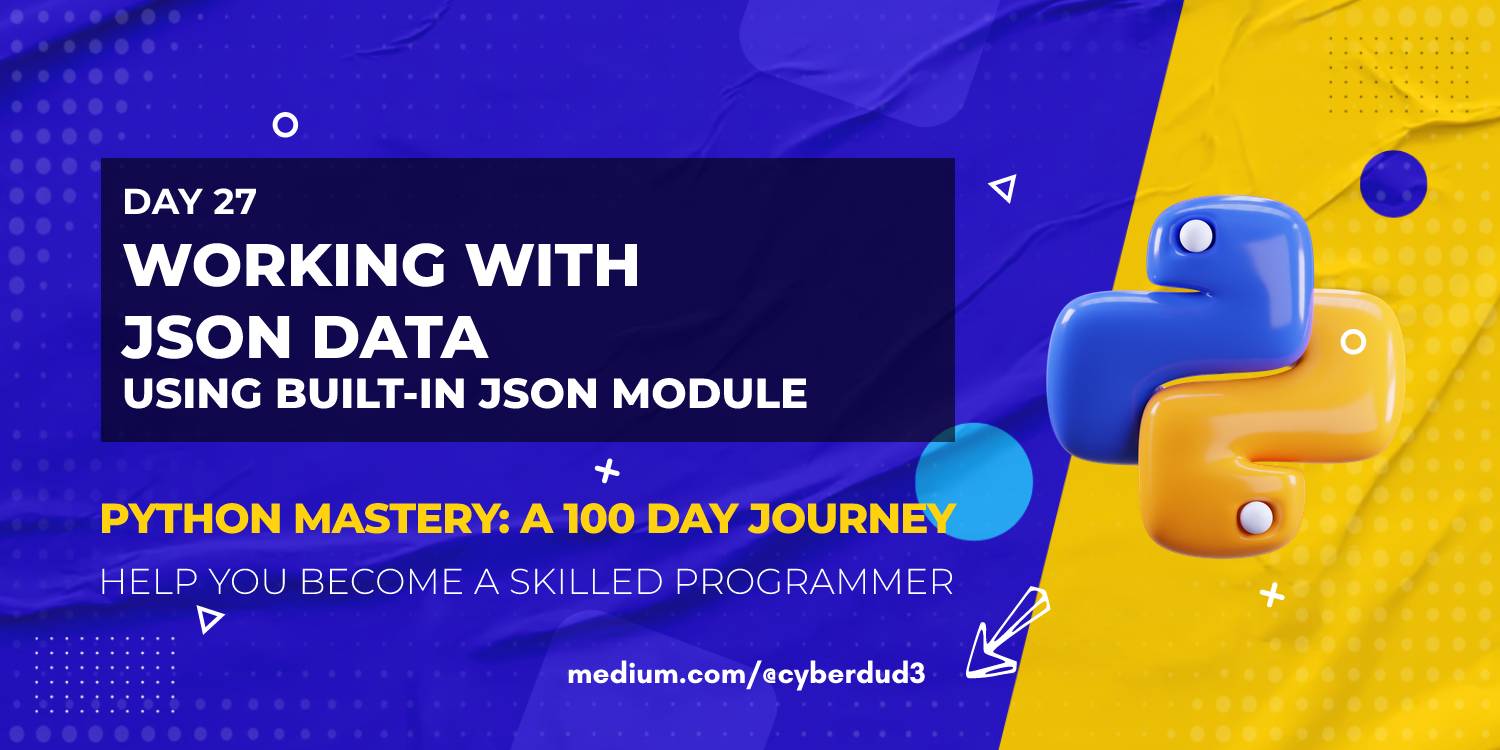 DAY 27
WORKING WITH
JSON DATA
USING BUILT-IN JSON MODULE
PYTHON MASTERY: A 100 DAY JOURNEY
HELP YOU BECOME A SKILLED PROGRAMMER
medium.com/@cyberdud3